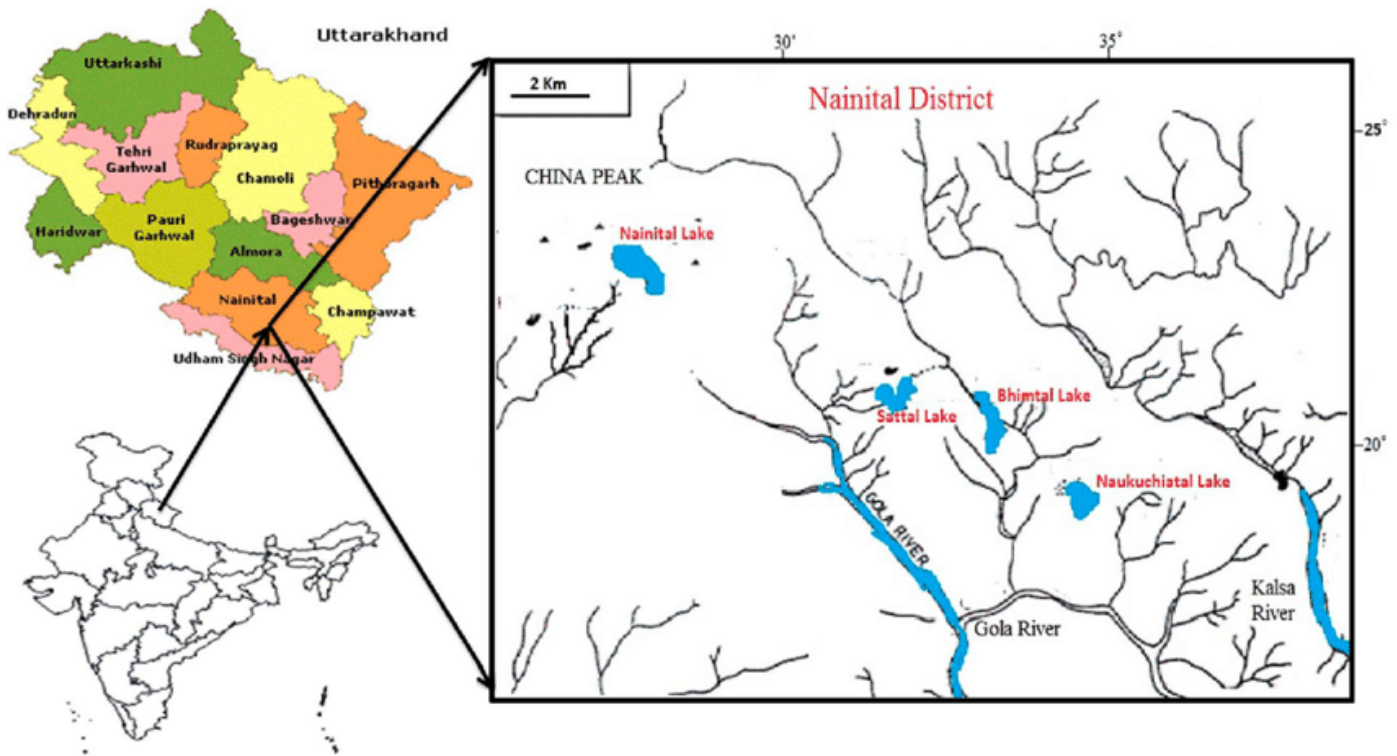 Uttarakhand
Uttarkashi
Dehradun
Tehri
Garhwal
Rudraprayag
Chamoli
Pithoragarh
Haridwar
Pauri
Garhwal
Bageshwar
Almora
Nainital
Champawat
Udham Singh Nagar
30°
35°
2 Km
Nainital District
25°
CHINA PEAK
Nainital Lake
Sattal Lake
Bhimtal Lake
20°
Naukuchiatal Lake
GOLA RIVER
Gola River
Kalsa
River